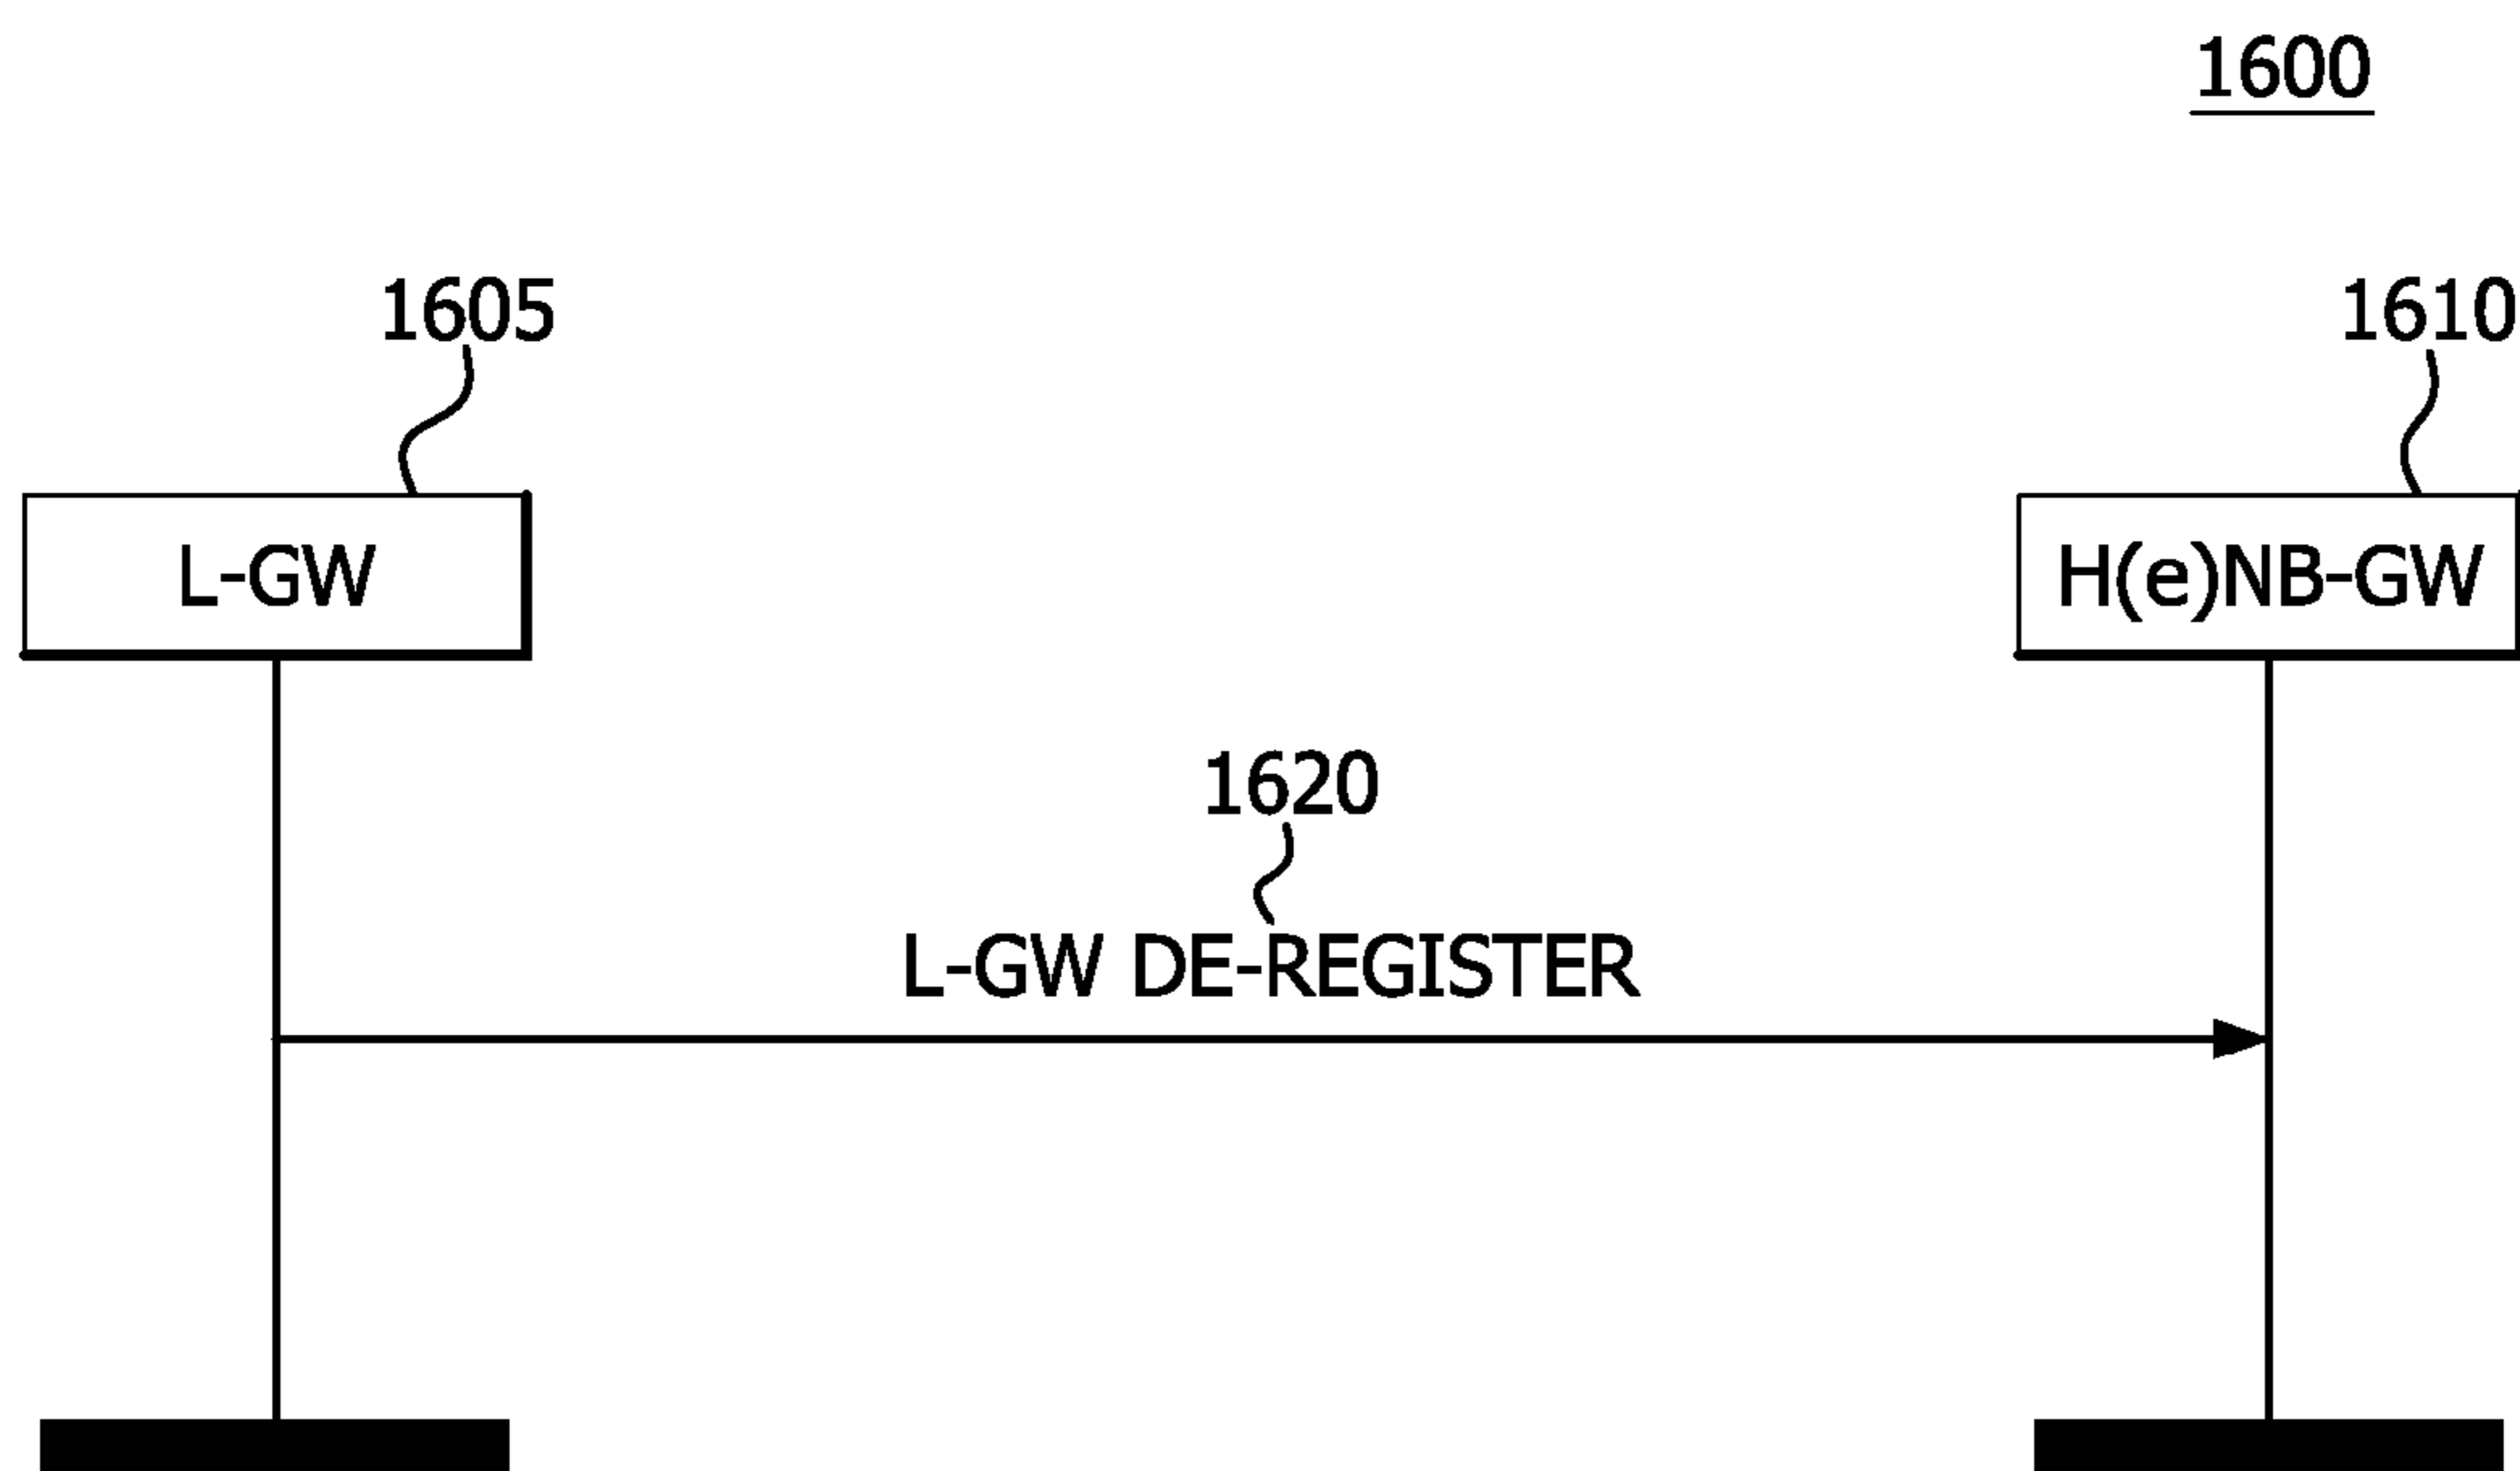 1600
1605
1610
L-GW
H(e)NB-GW
1620
L-GW DE-REGISTER